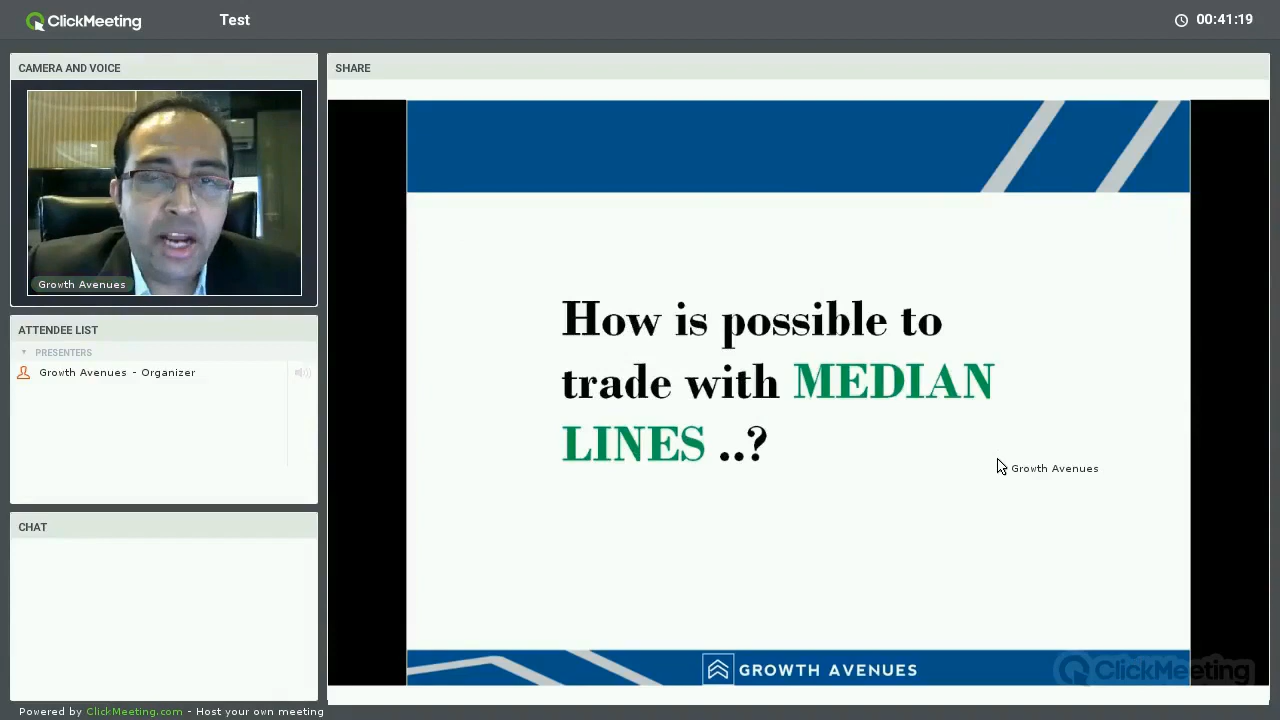 ClickMeeting
Test
00:41:19
CAMERA AND VOICE
Growth Avenues
ATTENDEE LIST
PRESENTERS
Growth Avenues - Organizer
CHAT
SHARE
How is possible to
trade with MEDIAN
LINES ..?
Growth Avenues
GROWTH AVENUES
ClickMeeting
Powered by ClickMeeting.com - Host your own meeting